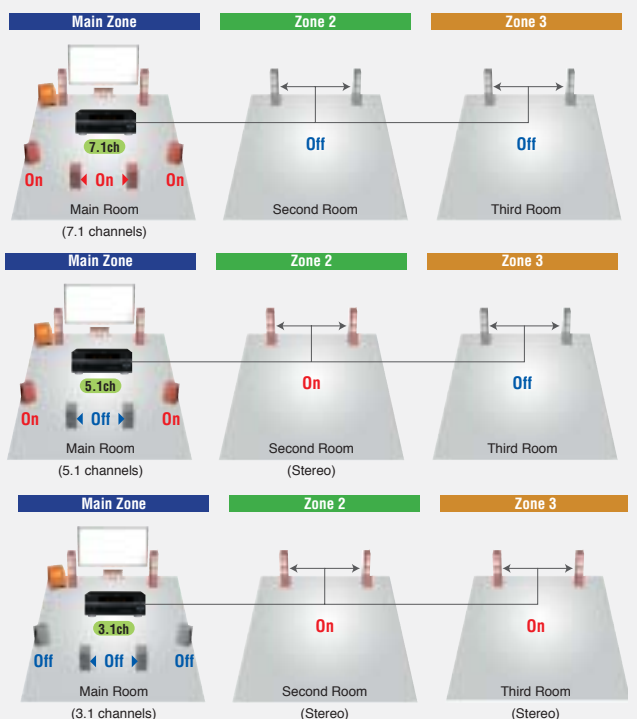 Main Zone
Zone 2
Zone 3
7.1ch
Off
Off
On
On
On
Main Room
Second Room
Third Room
(7.1 channels)
Main Zone
Zone 2
Zone 3
5.1ch
On
Off
On
Off
On
Main Room
Second Room
Third Room
(5.1 channels)
(Stereo)
Main Zone
Zone 2
Zone 3
3.1ch
On
On
Off
Off
Off
Main Room
Second Room
Third Room
(3.1 channels)
(Stereo)
(Stereo)